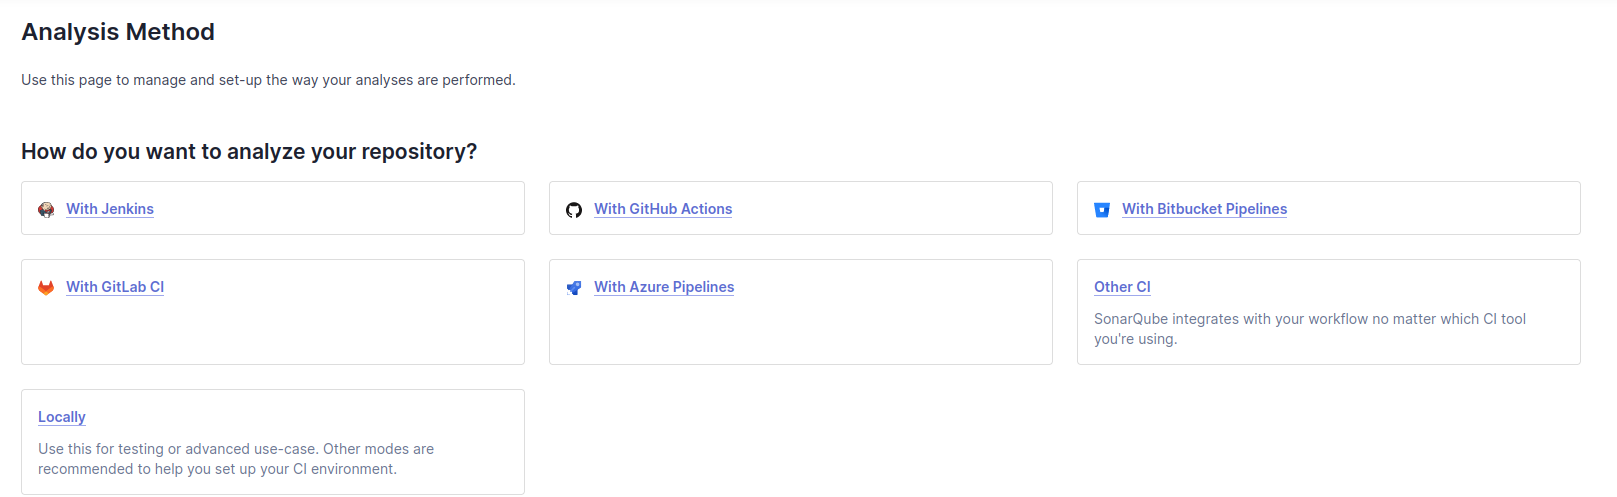 Analysis Method
Use this page to manage and set-up the way your analyses are performed.
How do you want to analyze your repository?
With Jenkins
With GitHub Actions
With Bitbucket Pipelines
With GitLab CI
With Azure Pipelines
Other CI
SonarQube integrates with your workflow no matter which CI tool
you're using.
Locally
Use this for testing or advanced use-case. Other modes are
recommended to help you set up your CI environment.